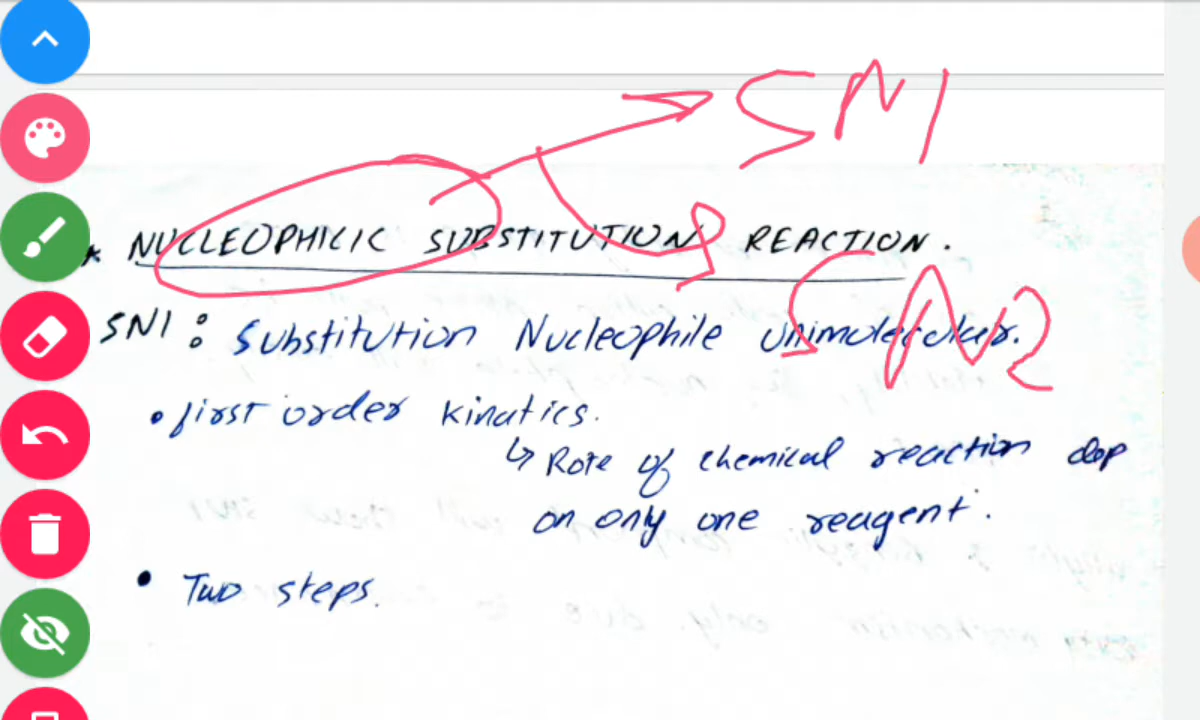 SN1
* NUCLEOPHILIC SUBSTITUTION REACTION.
SN2
SN1 : Substitution Nucleophile Unimolecular.
• first order kinatics.
↳ Rate of chemical reaction dep
on only one reagent.
• Two steps.